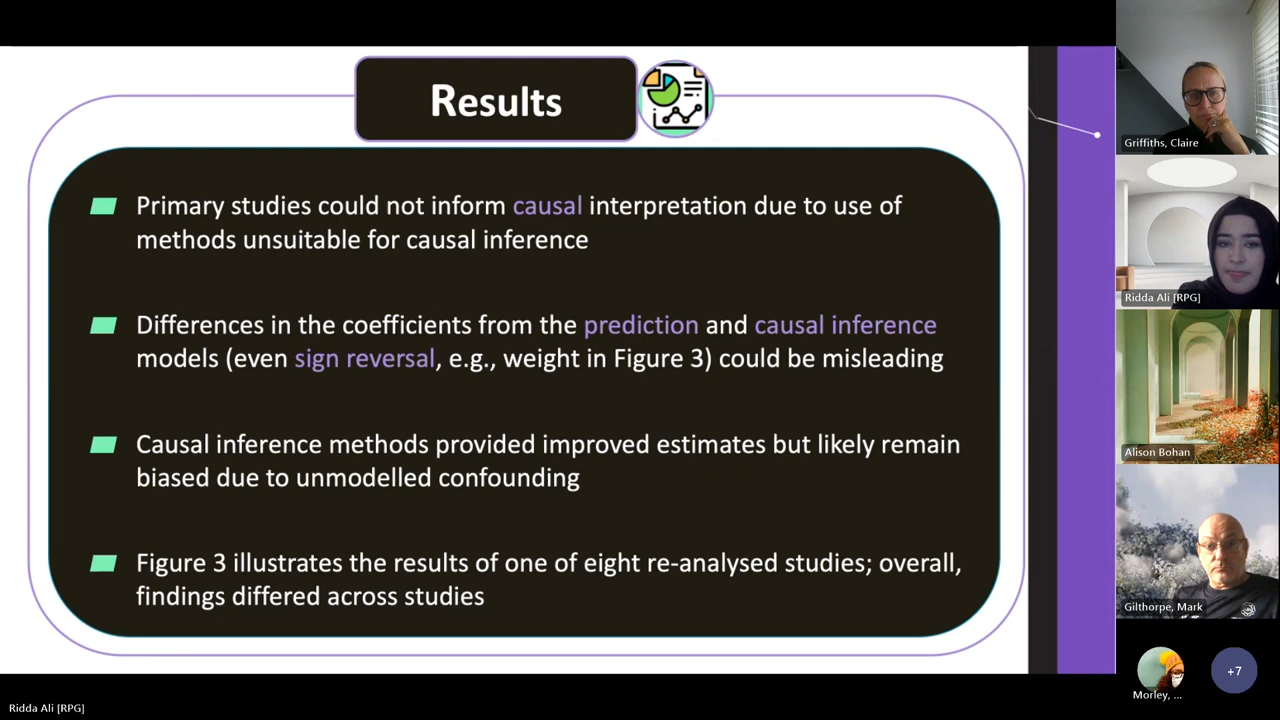 Results
Primary studies could not inform causal interpretation due to use of
methods unsuitable for causal inference
Differences in the coefficients from the prediction and causal inference
models (even sign reversal, e.g., weight in Figure 3) could be misleading
Causal inference methods provided improved estimates but likely remain
biased due to unmodelled confounding
Figure 3 illustrates the results of one of eight re-analysed studies; overall,
findings differed across studies
Griffiths, Claire
Ridda Ali [RPG]
Alison Bohan
Gilthorpe, Mark
Morley, ...
+7
Ridda Ali [RPG]